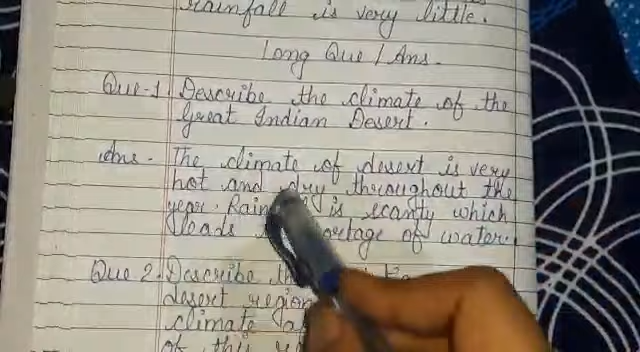 rainfall is very little.
Long Que / Ans.
Que-1. Describe the climate of the
Great Indian Desert.
Ans - The climate of desert is very
hot and dry throughout the
year. Rain is scanty which
leads ortage of water.
Que 2. Describe th
desert region
climate a
of this